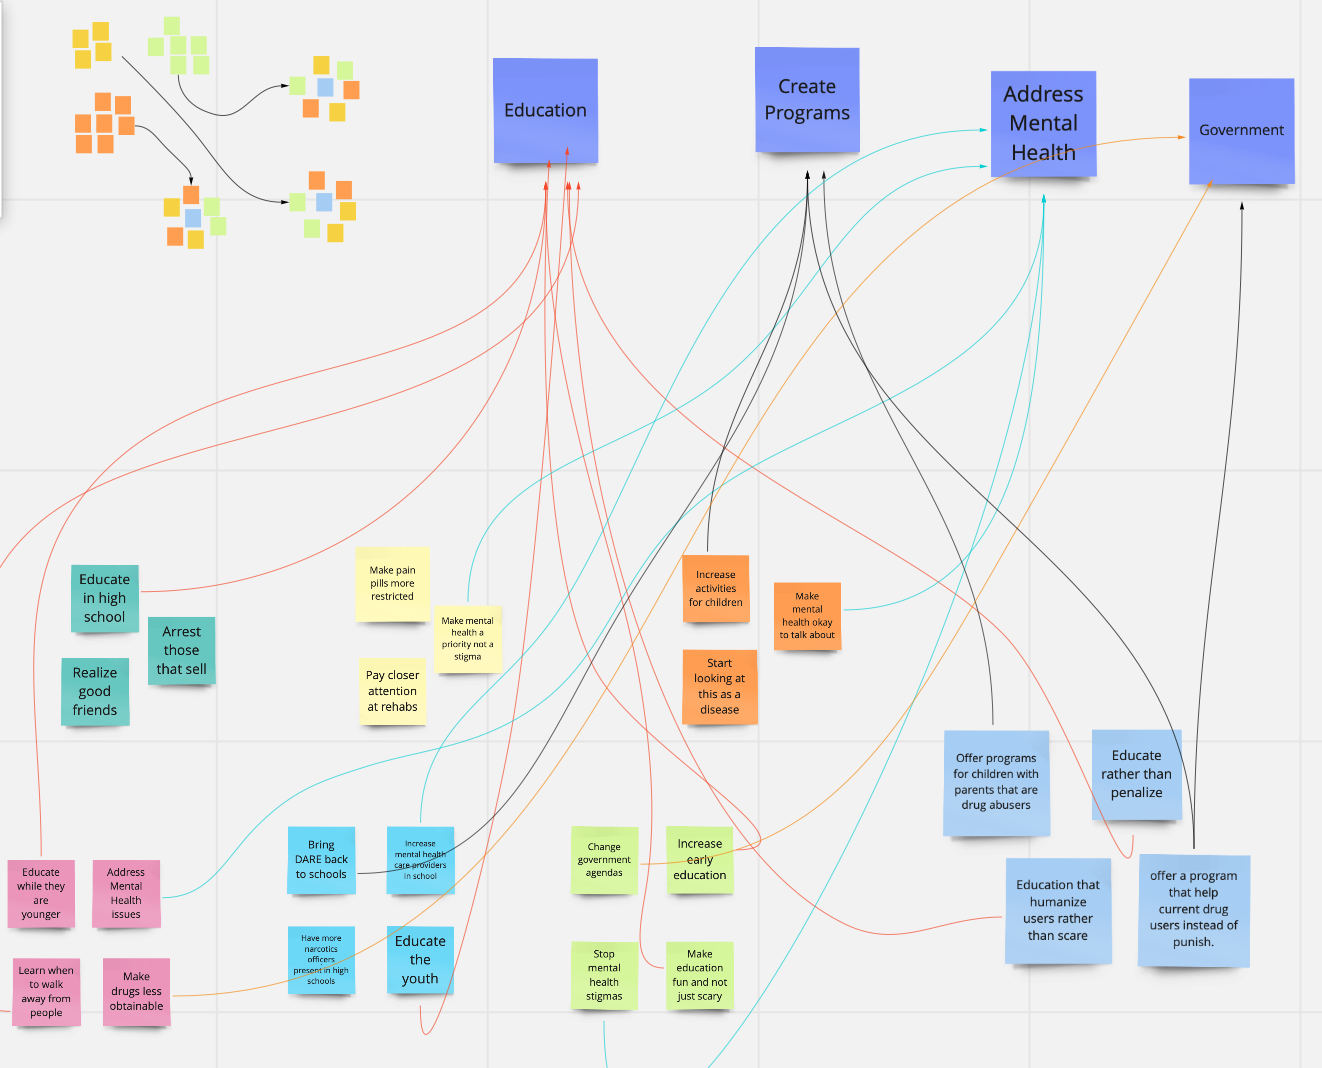 Education
Create
Programs
Address
Mental
Health
Government
Educate
in high
school
Arrest
those
that sell
Realize
good
friends
Make pain
pills more
restricted
Make mental
health a
priority not a
stigma
Pay closer
attention
at rehabs
Increase
activities
for children
Make
mental
health okay
to talk about
Start
looking at
this as a
disease
Offer programs
for children with
parents that are
drug abusers
Educate
rather than
penalize
Education that
humanize
users rather
than scare
offer a program
that help
current drug
users instead of
punish.
Educate
while they
are
younger
Address
Mental
Health
issues
Learn when
to walk
away from
people
Make
drugs less
obtainable
Bring
DARE back
to schools
Increase
mental health
care providers
in school
Have more
narcotics
officers
present in high
schools
Educate
the
youth
Change
government
agendas
Increase
early
education
Stop
mental
health
stigmas
Make
education
fun and not
just scary